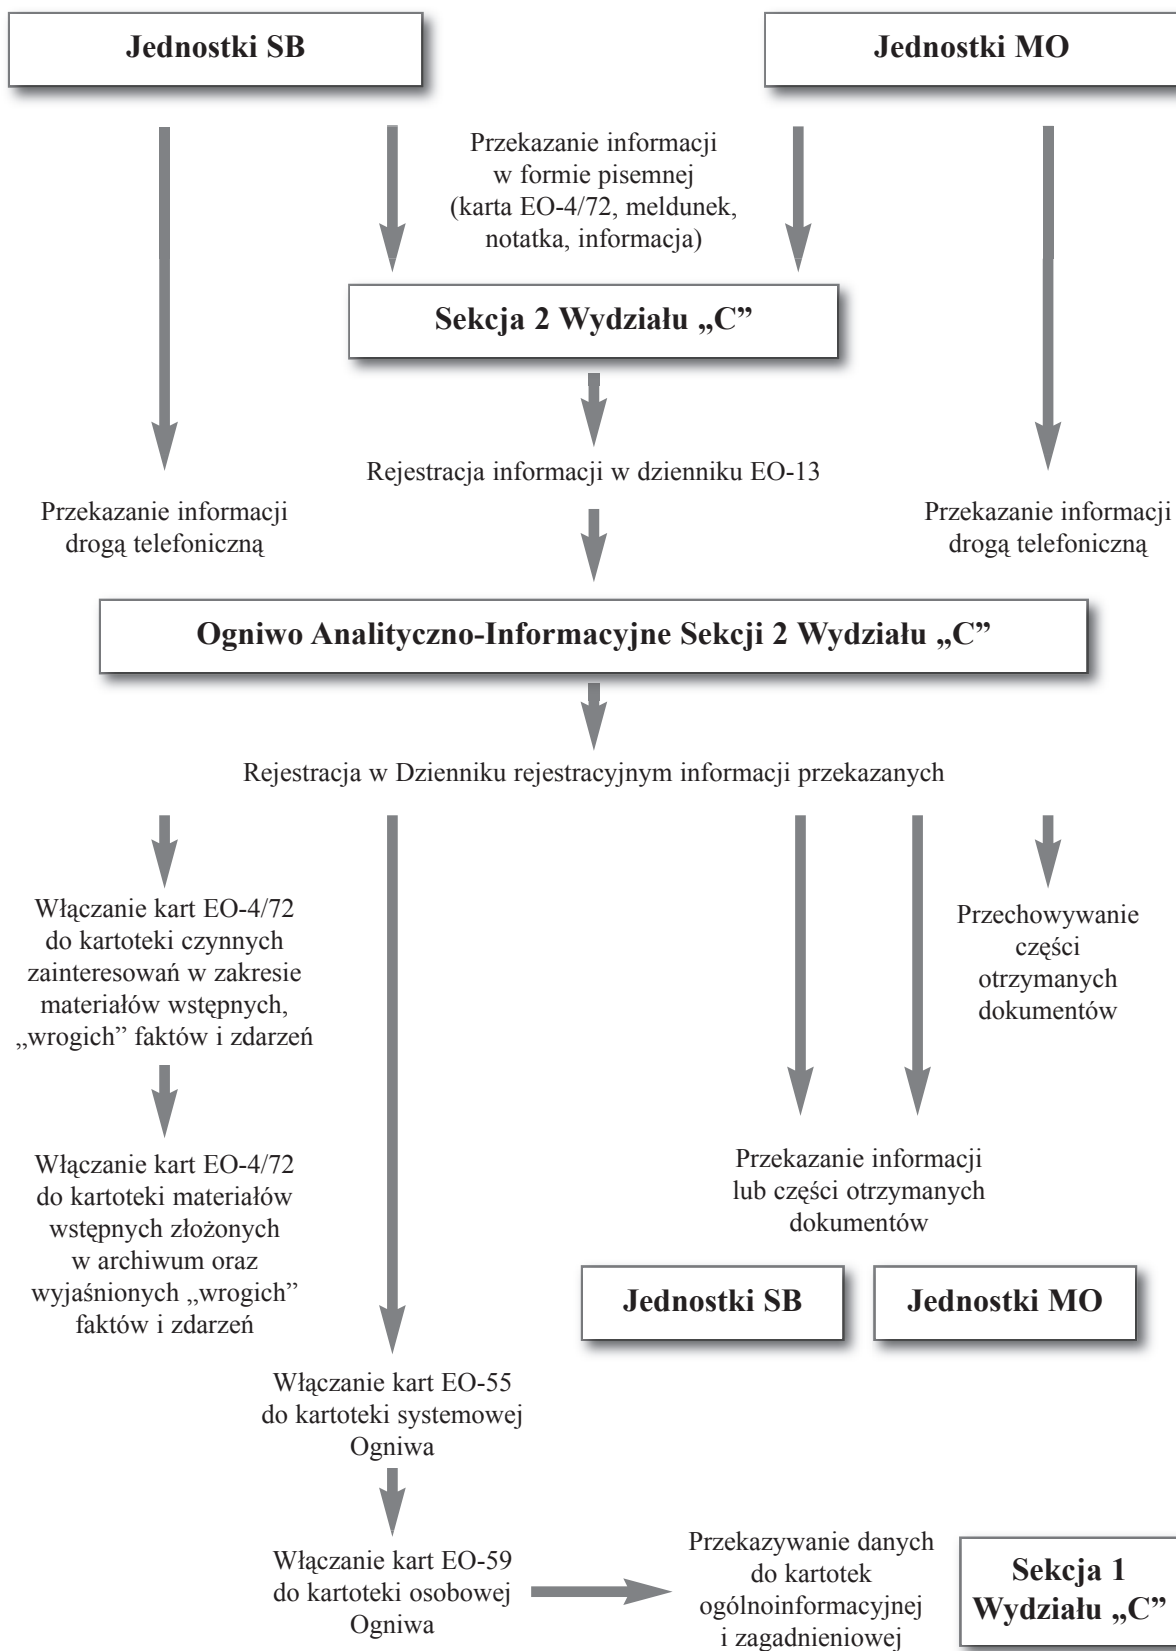 Jednostki SB
Jednostki MO
Przekazanie informacji
w formie pisemnej
(karta EO-4/72, meldunek,
notatka, informacja)
Sekcja 2 Wydziału „C”
Rejestracja informacji w dzienniku EO-13
Przekazanie informacji
drogą telefoniczną
Przekazanie informacji
drogą telefoniczną
Ogniwo Analityczno-Informacyjne Sekcji 2 Wydziału „C”
Rejestracja w Dzienniku rejestracyjnym informacji przekazanych
Włączanie kart EO-4/72
do kartoteki czynnych
zainteresowań w zakresie
materiałów wstępnych,
„wrogich” faktów i zdarzeń
Przechowywanie
części
otrzymanych
dokumentów
Włączanie kart EO-4/72
do kartoteki materiałów
wstępnych złożonych
w archiwum oraz
wyjaśnionych „wrogich”
faktów i zdarzeń
Przekazanie informacji
lub części otrzymanych
dokumentów
Jednostki SB
Jednostki MO
Włączanie kart EO-55
do kartoteki systemowej
Ogniwa
Włączanie kart EO-59
do kartoteki osobowej
Ogniwa
Przekazywanie danych
do kartotek
ogólnoinformacyjnej
i zagadnieniowej
Sekcja 1
Wydziału „C”